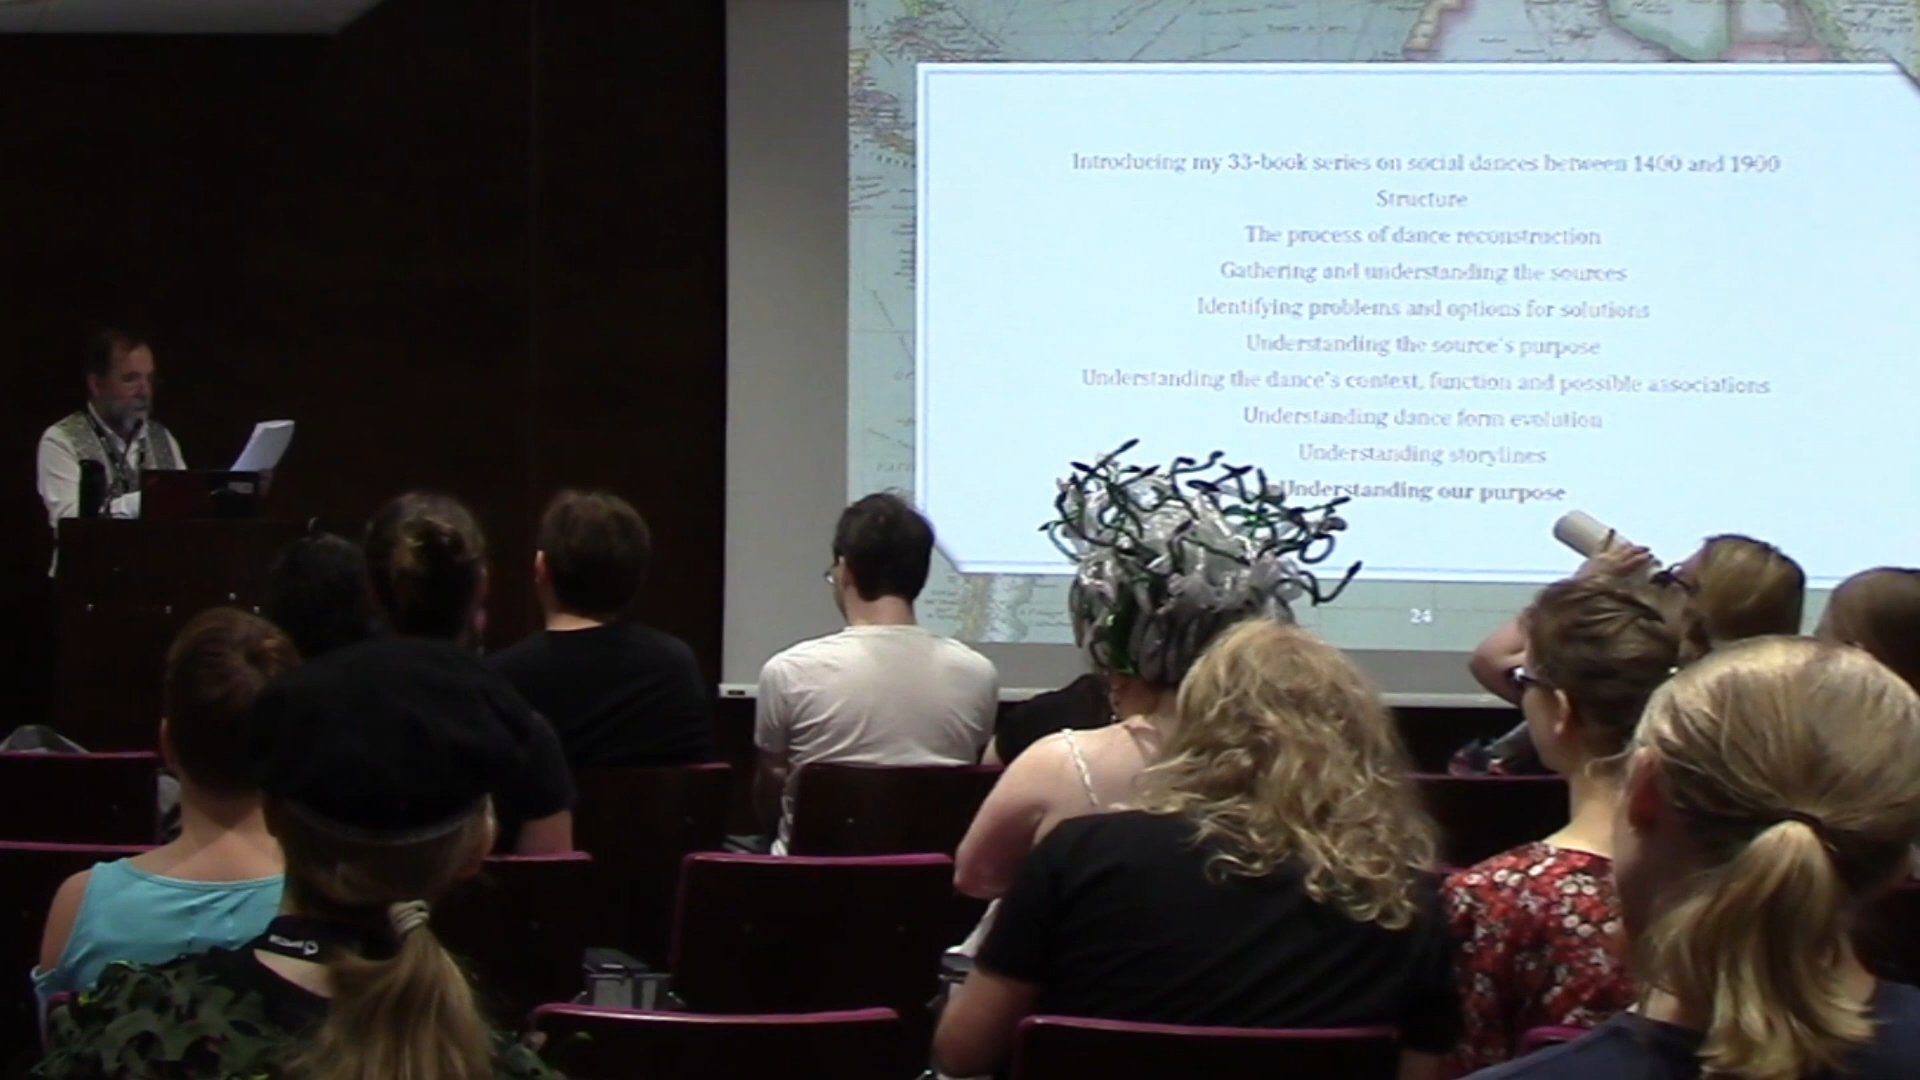 Introducing my 33-book series on social dances between 1400 and 1900
Structure
The process of dance reconstruction
Gathering and understanding the sources
Identifying problems and options for solutions
Understanding the source's purpose
Understanding the dance's context, function and possible associations
Understanding dance form evolution
Understanding storylines
Understanding our purpose
24